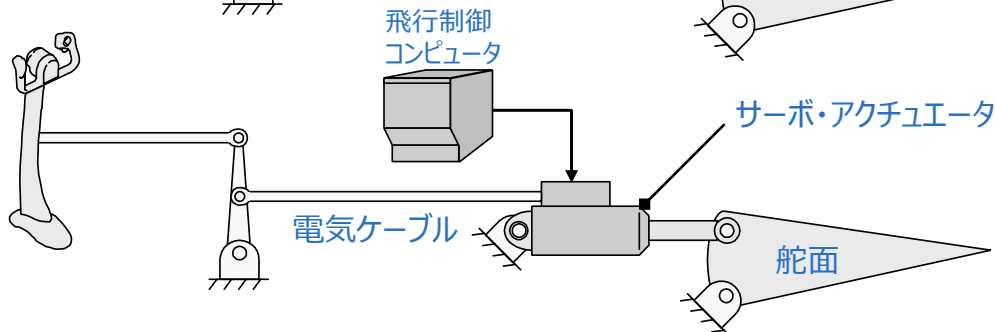 飛行制御
コンピュータ
サーボ・アクチュエータ
電気ケーブル
舵面